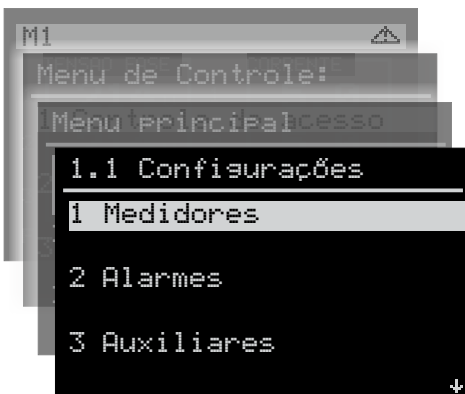 M1
Menu de Controle:
Menu principal
1.1 Configurações
1 Medidores
2 Alarmes
3 Auxiliares